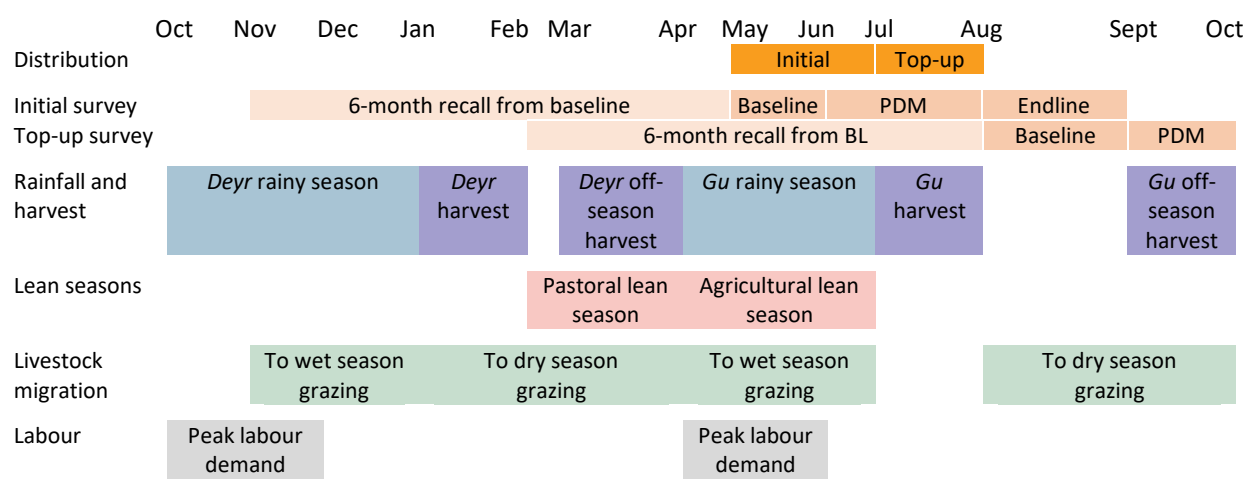 Oct Nov Dec Jan Feb Mar Apr May Jun Jul Aug Sept Oct
Distribution Initial Top-up
Initial survey 6-month recall from baseline Baseline PDM Endline
Top-up survey 6-month recall from BL Baseline PDM
Rainfall and Deyr rainy season Deyr Deyr off- Gu rainy season Gu Gu off-
harvest harvest season harvest season
harvest harvest
Lean seasons Pastoral lean Agricultural lean
season season
Livestock To wet season To dry season To wet season To dry season
migration grazing grazing grazing grazing
Labour Peak labour Peak labour
demand demand